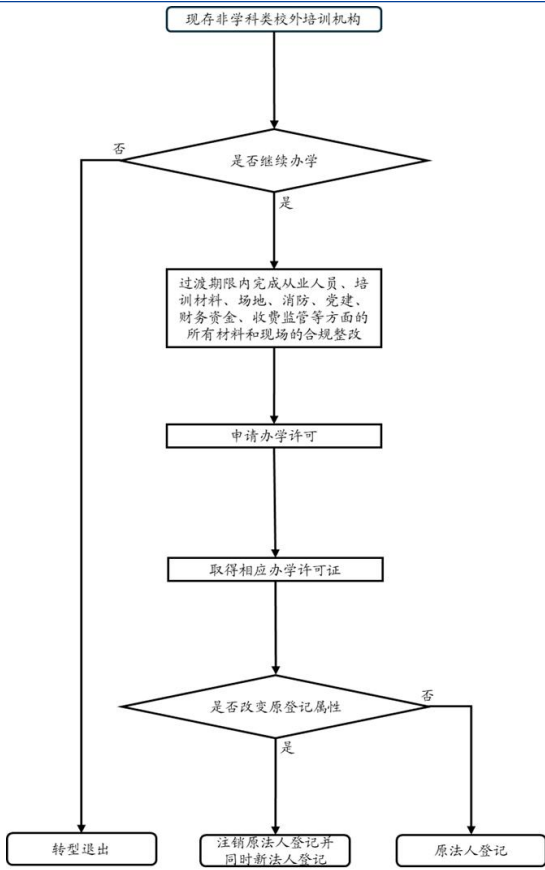 现存非学科类校外培训机构
否
是否继续办学
是
过渡期限内完成从业人员、培
训材料、场地、消防、党建、
财务资金、收费监管等方面的
所有材料和现场的合规整改
申请办学许可
取得相应办学许可证
是否改变原登记属性
否
是
转型退出
注销原法人登记并
同时新法人登记
原法人登记